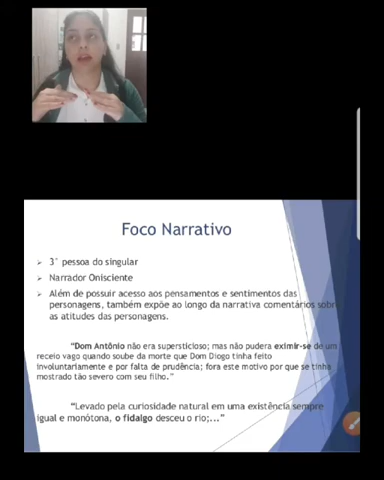 Foco Narrativo
3ª pessoa do singular
Narrador Onisciente
Além de possuir acesso aos pensamentos e sentimentos das
personagens, também expõe ao longo da narrativa comentários sobre
as atitudes das personagens.
"Dom Antônio não era supersticioso; mas não pudera eximir-se de um
receio vago quando soube da morte que Dom Diogo tinha feito
involuntariamente e por falta de prudência; fora este motivo por que se tinha
mostrado tão severo com seu filho."
"Levado pela curiosidade natural em uma existência sempre
igual e monótona, o fidalgo desceu o rio;..."